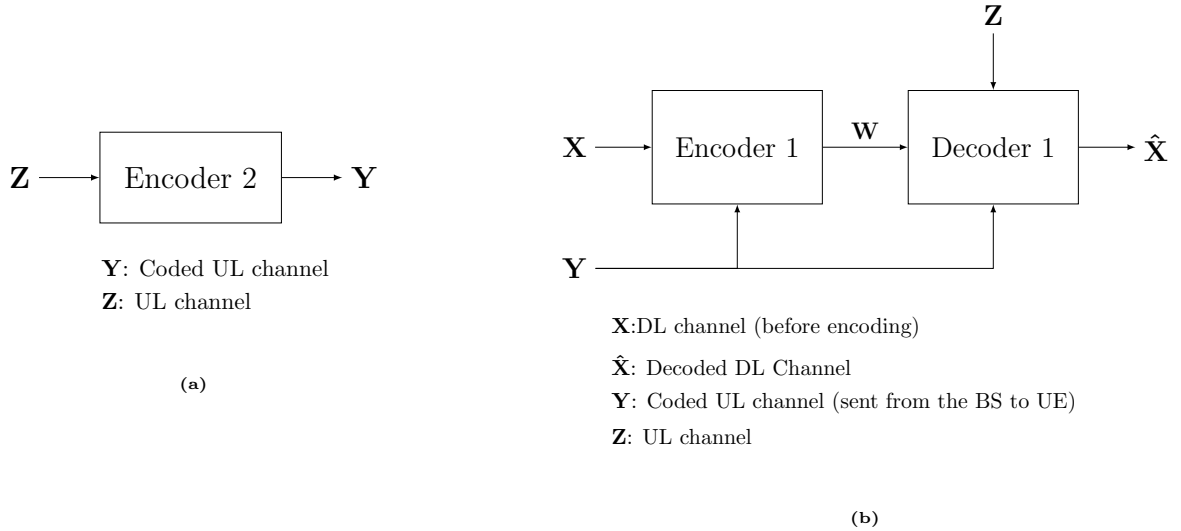 Z
Encoder 2
Y
Y: Coded UL channel
Z: UL channel
(a)
Z
X
Encoder 1
W
Decoder 1
X̂
Y
X:DL channel (before encoding)
X̂: Decoded DL Channel
Y: Coded UL channel (sent from the BS to UE)
Z: UL channel
(b)